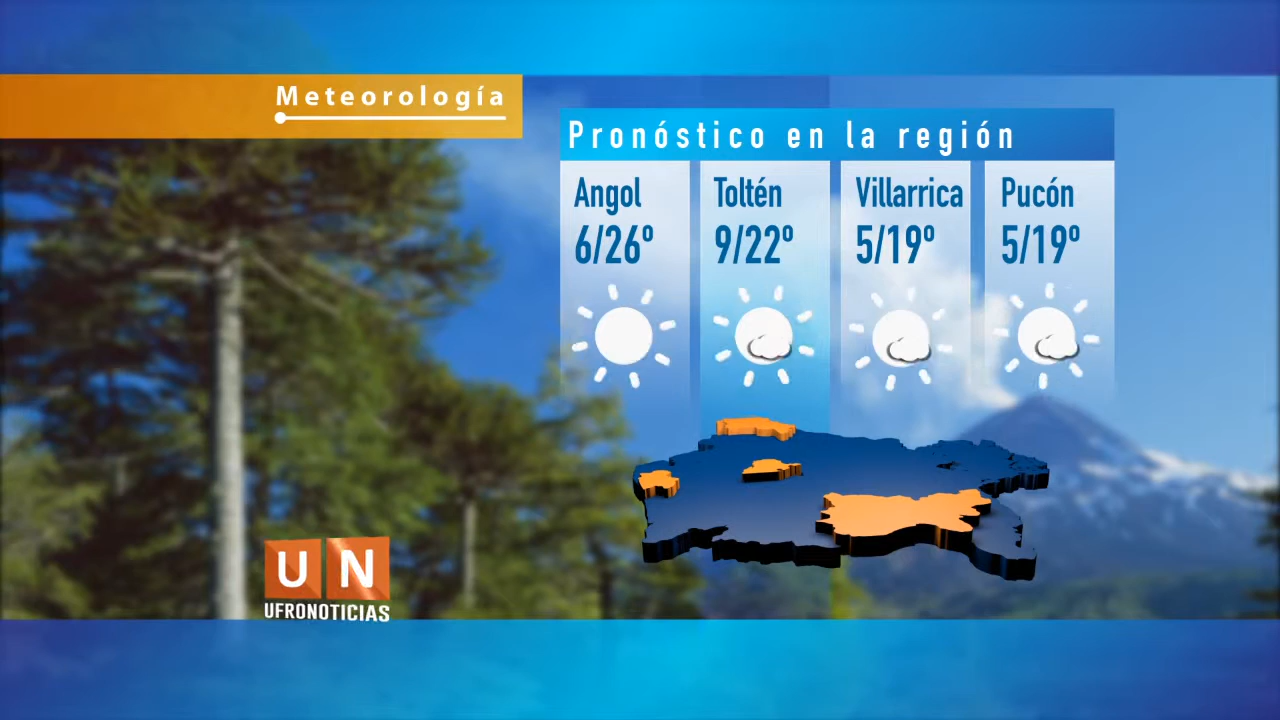 Meteorología
Pronóstico en la región
Angol
6/26º
Toltén
9/22º
Villarrica
5/19º
Pucón
5/19º
UN
UFRONOTICIAS